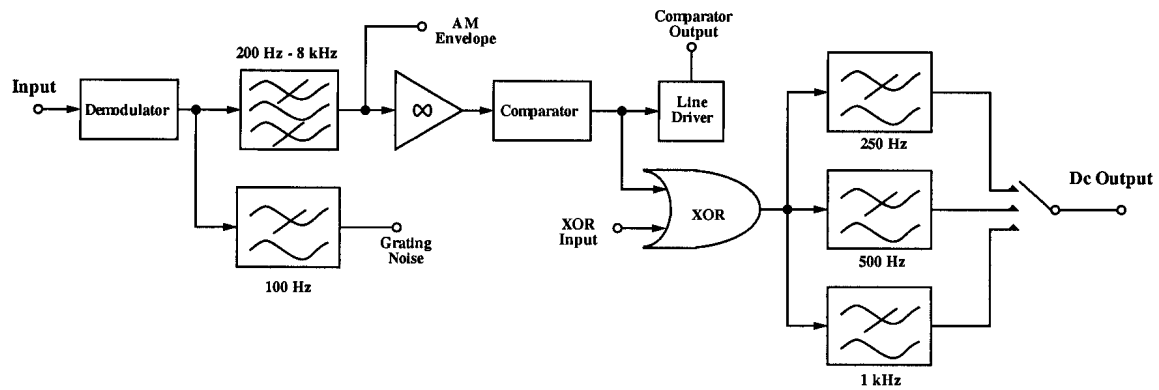 Input
Demodulator
200 Hz - 8 kHz
AM
Envelope
∞
Comparator
Comparator
Output
Line
Driver
100 Hz
Grating
Noise
XOR
Input
XOR
250 Hz
500 Hz
1 kHz
Dc Output